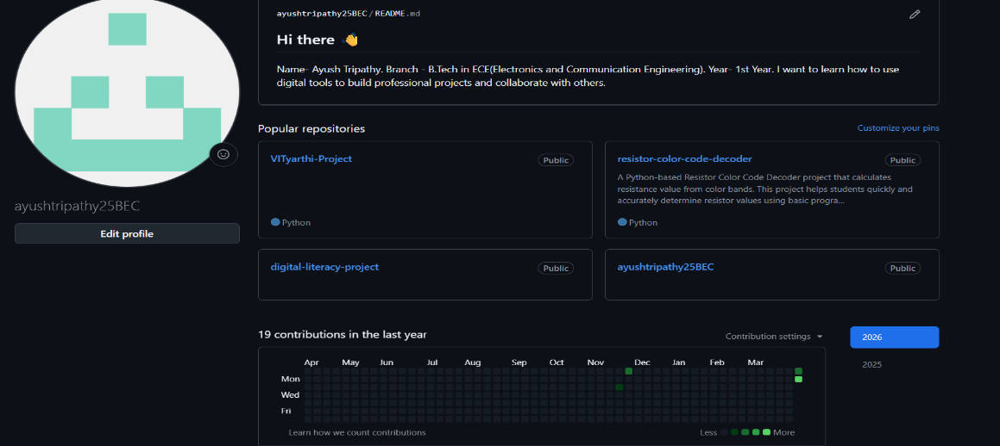 ayushtripathy25BEC/README.md
Hi there 👋
Name- Ayush Tripathy. Branch - B.Tech in ECE(Electronics and Communication Engineering). Year- 1st Year. I want to learn how to use
digital tools to build professional projects and collaborate with others.
ayushtripathy25BEC
Edit profile
Popular repositories
Customize your pins
VITyarthi-Project
Public
Python
resistor-color-code-decoder
Public
A Python-based Resistor Color Code Decoder project that calculates
resistance value from color bands. This project helps students quickly and
accurately determine resistor values using basic progra...
Python
digital-literacy-project
Public
ayushtripathy25BEC
Public
19 contributions in the last year
Contribution settings
2026
2025
Apr May Jun Jul Aug Sep Oct Nov Dec Jan Feb Mar
Mon
Wed
Fri
Learn how we count contributions
Less More